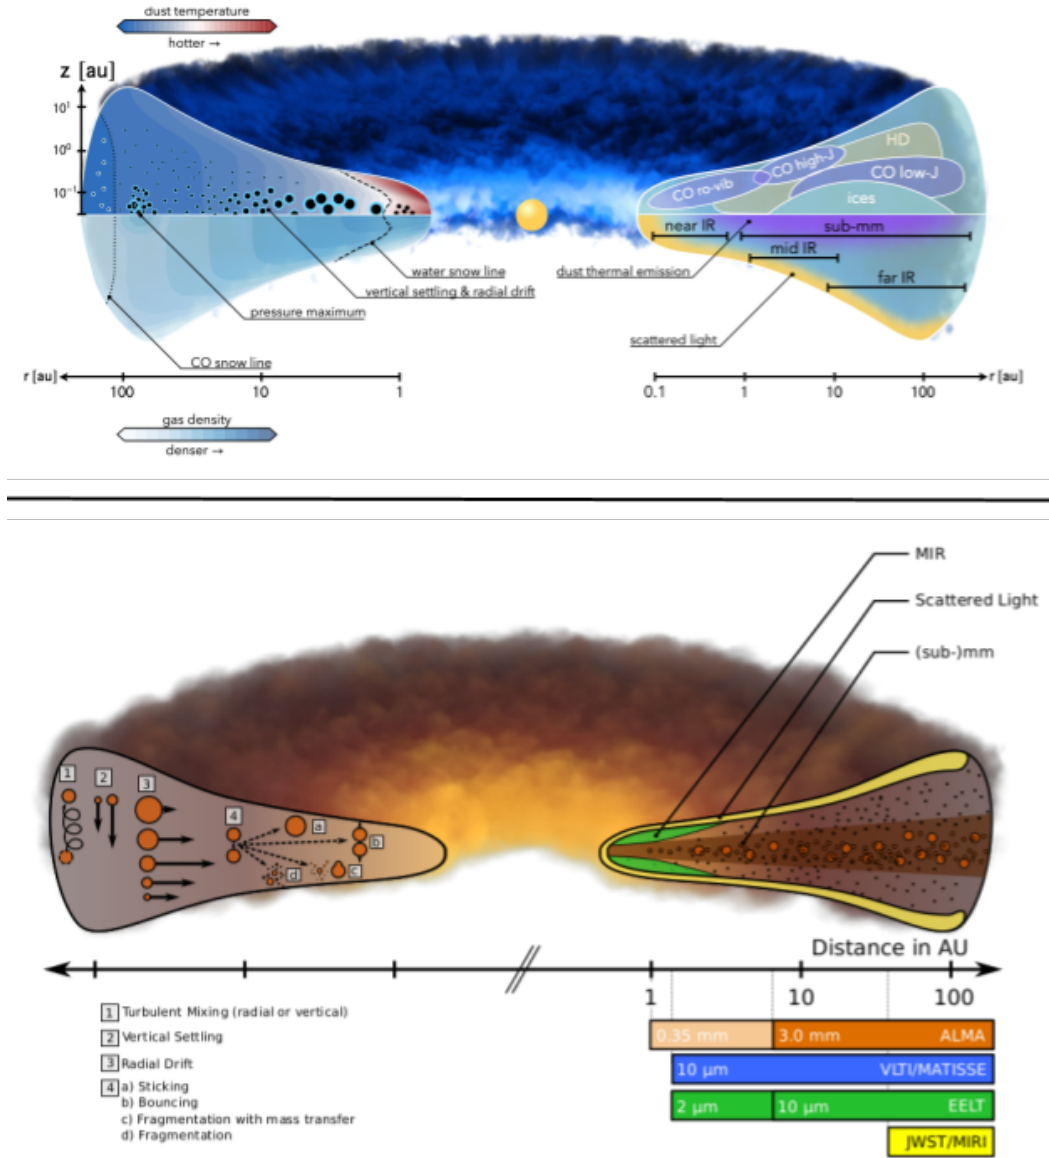 dust temperature
hotter →
z [au]
10¹
10⁰
10⁻¹
HD
CO high-J
CO ro-vib
CO low-J
ices
near IR
sub-mm
mid IR
far IR
water snow line
dust thermal emission
vertical settling & radial drift
pressure maximum
scattered light
CO snow line
r [au]
100
10
1
0.1
1
10
100
r [au]
gas density
denser →
MIR
Scattered Light
(sub-)mm
1
2
3
4
a
b
c
d
Distance in AU
1
10
100
1 Turbulent Mixing (radial or vertical)
2 Vertical Settling
3 Radial Drift
4 a) Sticking
b) Bouncing
c) Fragmentation with mass transfer
d) Fragmentation
0.35 mm 3.0 mm ALMA
10 μm VLTI/MATISSE
2 μm 10 μm EELT
JWST/MIRI